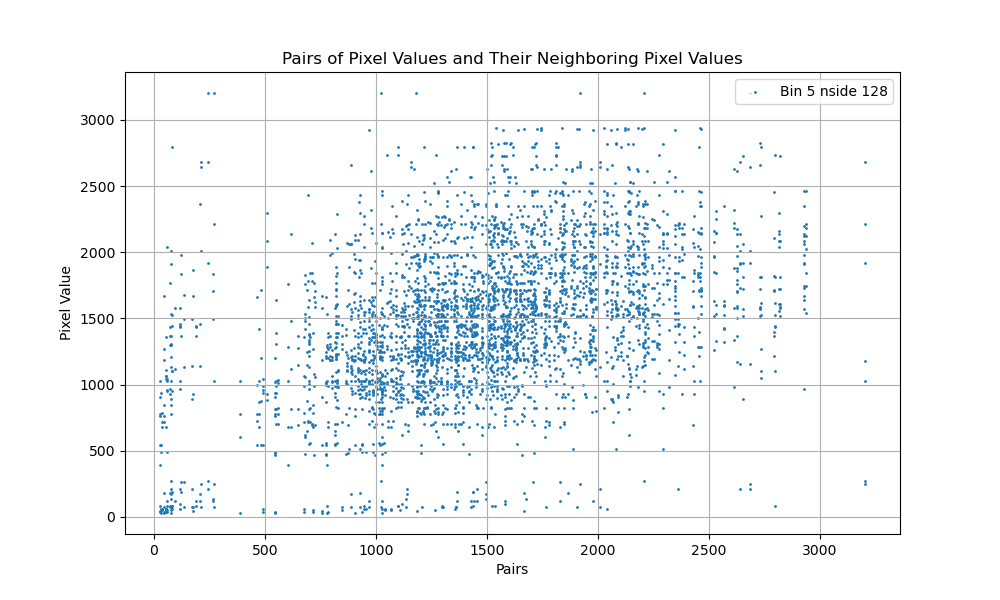 Pairs of Pixel Values and Their Neighboring Pixel Values
Bin 5 nside 128
Pixel Value
3000
2500
2000
1500
1000
500
0
0 500 1000 1500 2000 2500 3000
Pairs